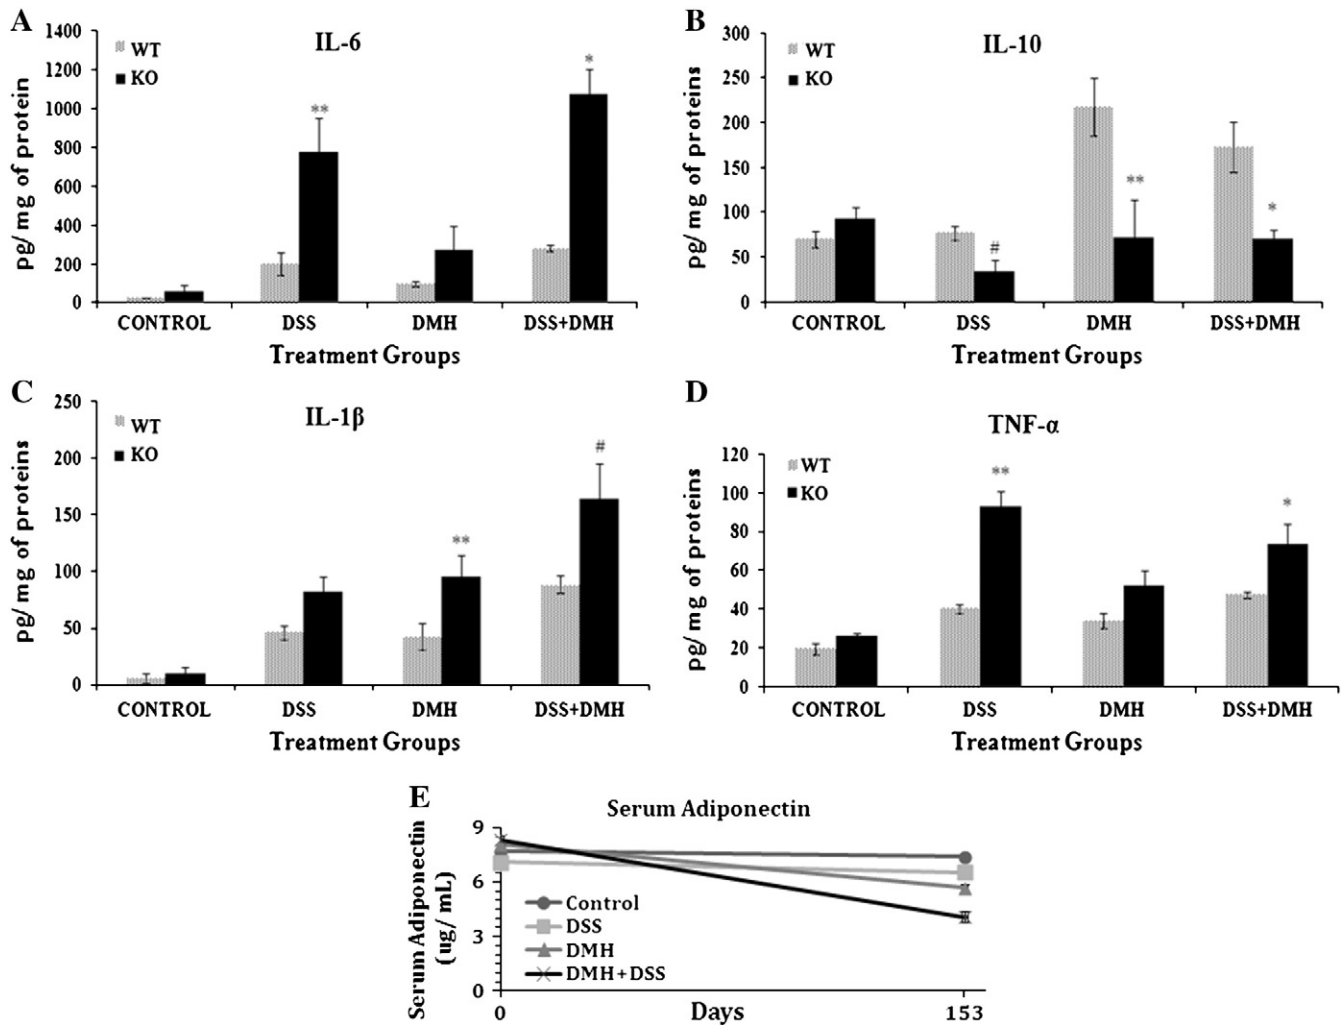 A
IL-6
WT
KO
pg/ mg of protein
1400
1200
1000
800
600
400
200
0
**
*
CONTROL DSS DMH DSS+DMH
Treatment Groups
B
IL-10
WT
KO
pg/ mg of proteins
300
250
200
150
100
50
0
#
**
*
CONTROL DSS DMH DSS+DMH
Treatment Groups
C
IL-1β
WT
KO
pg/ mg of proteins
250
200
150
100
50
0
**
#
CONTROL DSS DMH DSS+DMH
Treatment Groups
D
TNF-α
WT
KO
pg/ mg of proteins
120
100
80
60
40
20
0
**
*
CONTROL DSS DMH DSS+DMH
Treatment Groups
E
Serum Adiponectin
Serum Adiponectin
(ug/ mL)
9
6
3
0
Control
DSS
DMH
DMH+DSS
0 Days 153